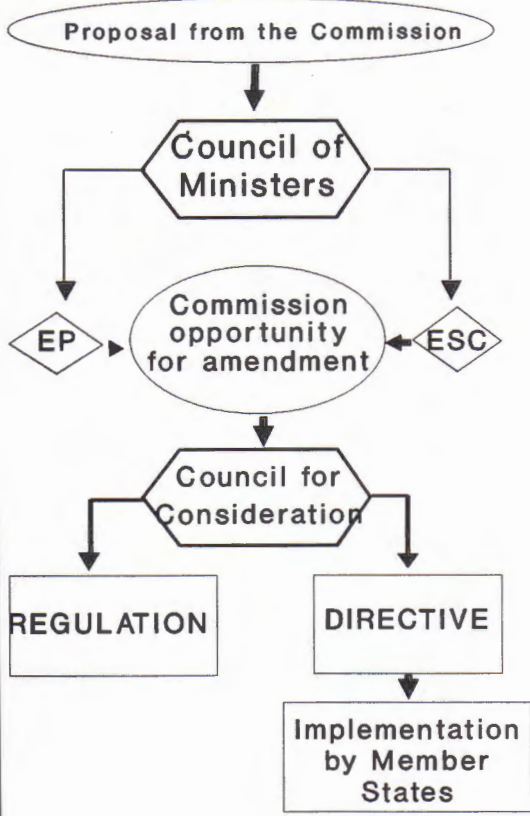 Proposal from the Commission
Council of
Ministers
EP
Commission
opportunity
for amendment
ESC
Council for
Consideration
REGULATION
DIRECTIVE
Implementation
by Member
States